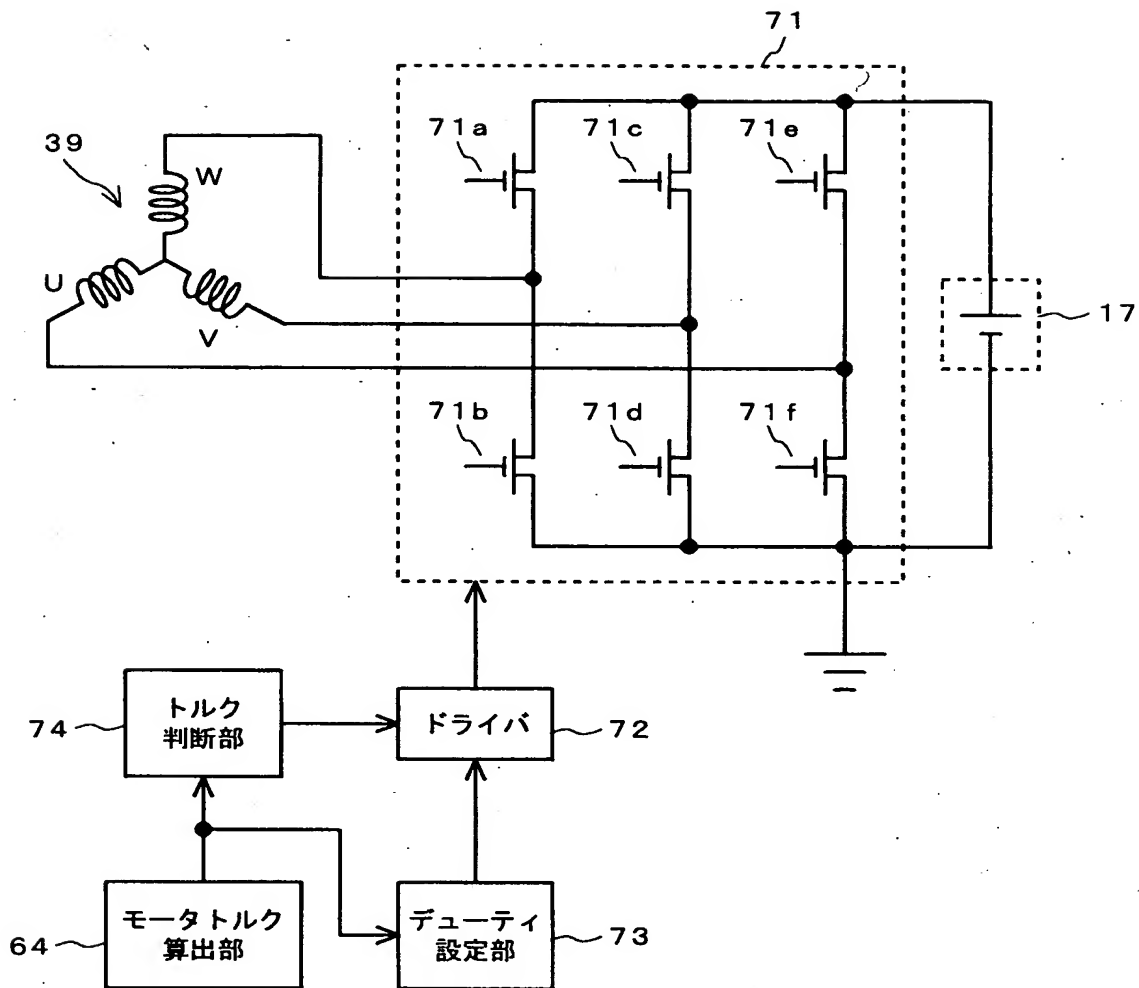 71
71a
71c
71e
39
W
U
V
17
71b
71d
71f
トルク
判断部
74
ドライバ
72
モータトルク
算出部
64
デューティ
設定部
73